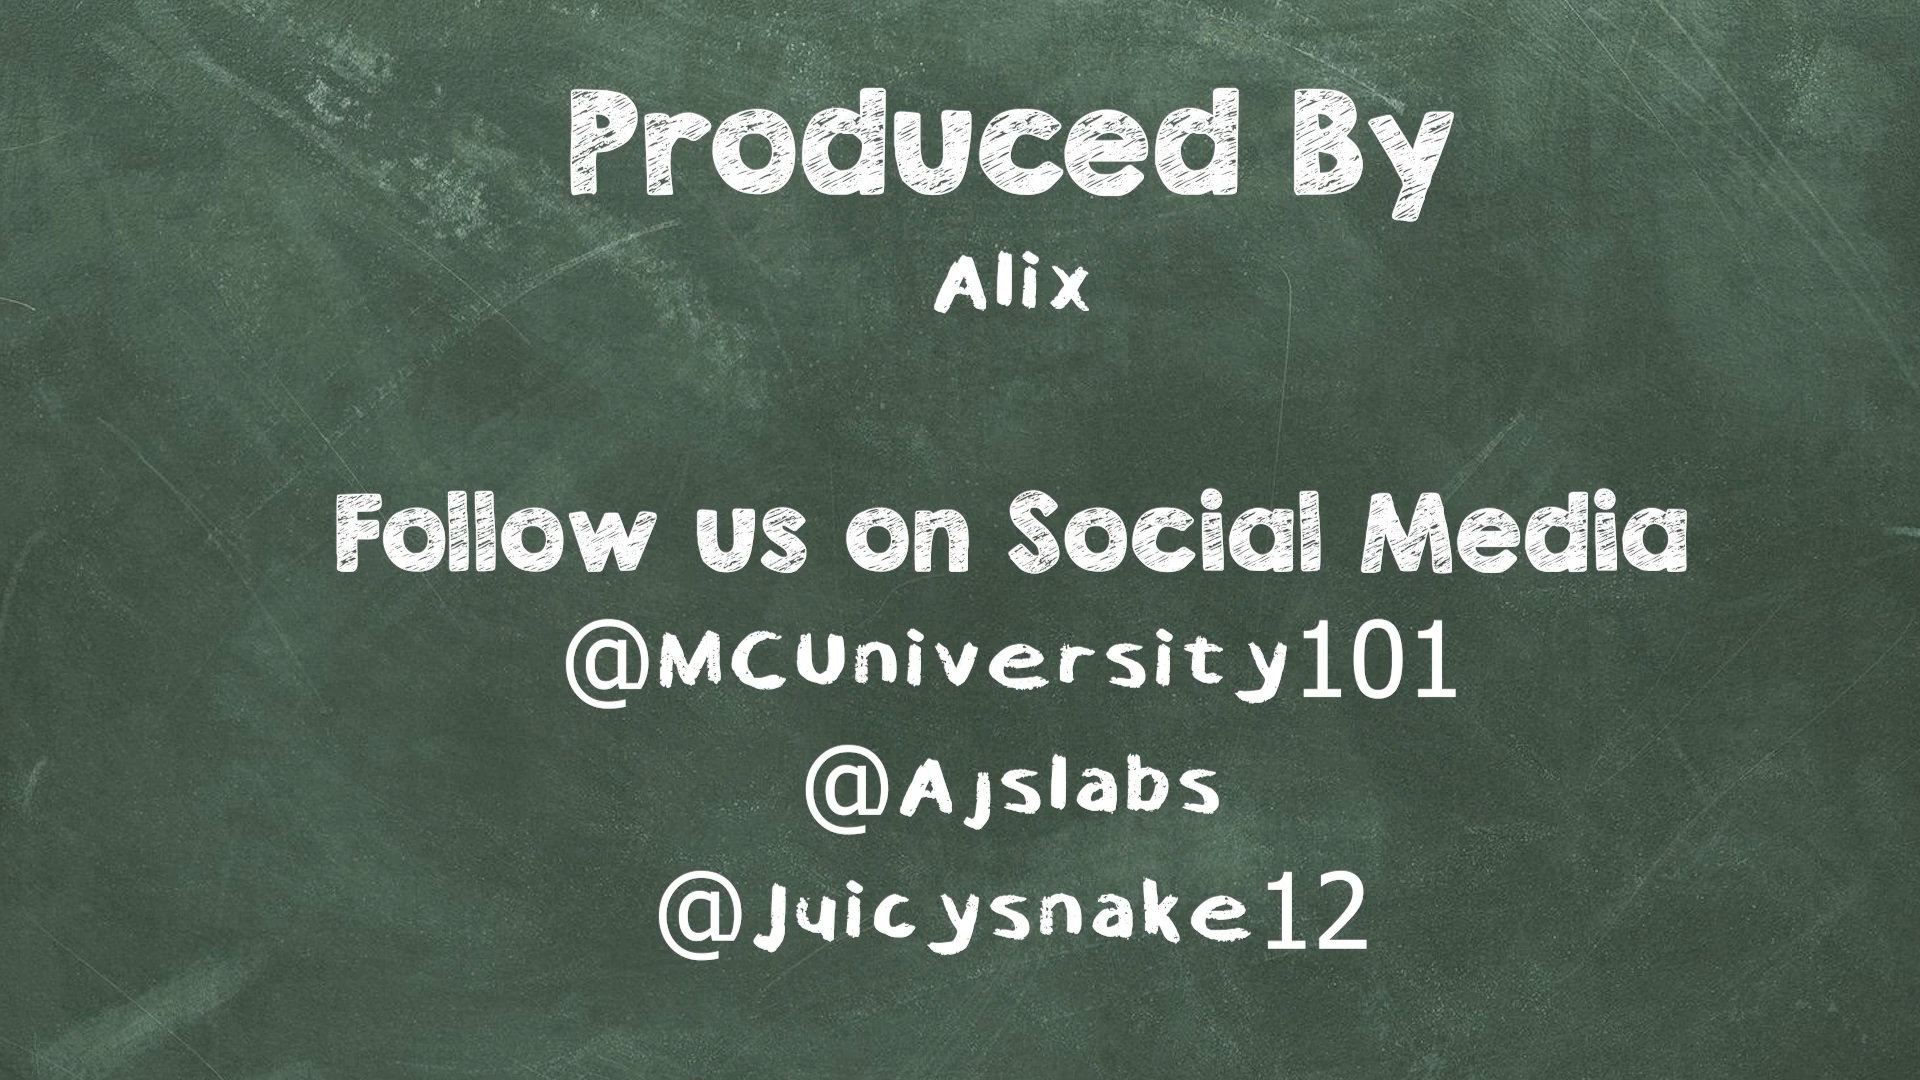 Produced By
Alix
Follow us on Social Media
@MCUniversity101
@Ajslabs
@Juicysnake12